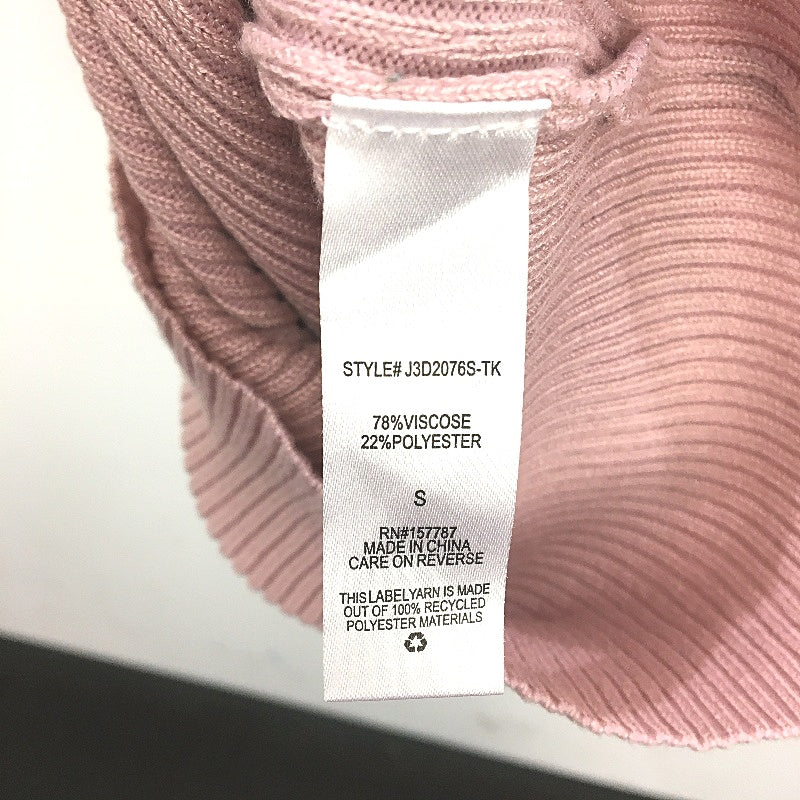 STYLE# J3D2076S-TK
78%VISCOSE
22%POLYESTER
S
RN#157787
MADE IN CHINA
CARE ON REVERSE
THIS LABELYARN IS MADE
OUT OF 100% RECYCLED
POLYESTER MATERIALS